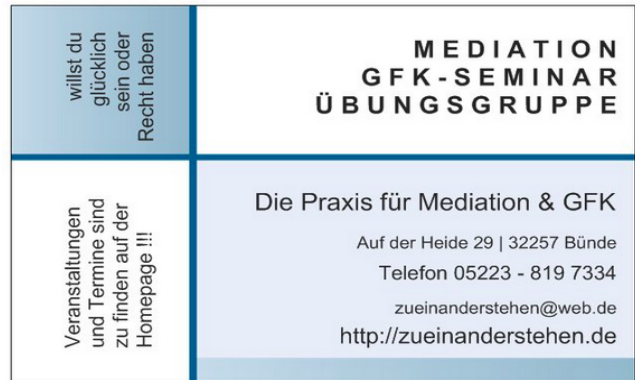 willst du
glücklich
sein oder
Recht haben
MEDIATION
GFK-SEMINAR
ÜBUNGSGRUPPE
Veranstaltungen
und Termine sind
zu finden auf der
Homepage !!!
Die Praxis für Mediation & GFK
Auf der Heide 29 | 32257 Bünde
Telefon 05223 - 819 7334
zueinanderstehen@web.de
http://zueinanderstehen.de